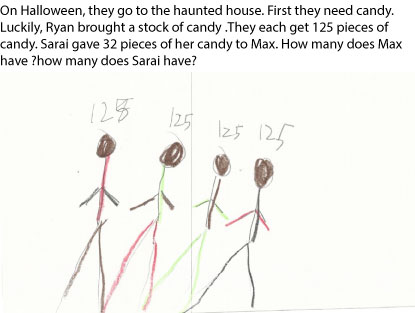 On Halloween, they go to the haunted house. First they need candy.
Luckily, Ryan brought a stock of candy .They each get 125 pieces of
candy. Sarai gave 32 pieces of her candy to Max. How many does Max
have ?how many does Sarai have?
125 125 125 125